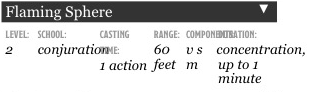 Flaming Sphere ▼
LEVEL: SCHOOL: CASTING TIME: RANGE: COMPONENTS: DURATION:
2 conjuration 1 action 60 feet v s m concentration, up to 1 minute